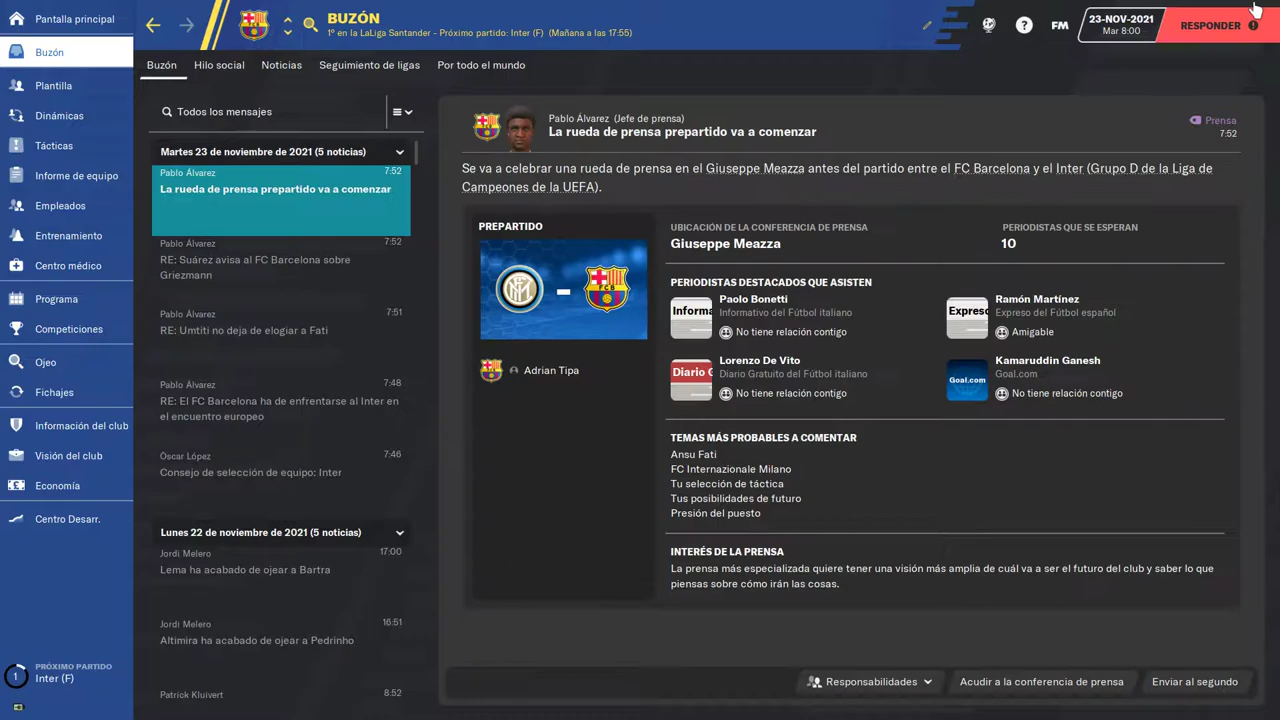 Pantalla principal
Buzón
Plantilla
Dinámicas
Tácticas
Informe de equipo
Empleados
Entrenamiento
Centro médico
Programa
Competiciones
Ojeo
Fichajes
Información del club
Visión del club
Economía
Centro Desarr.
1
PRÓXIMO PARTIDO
Inter (F)
BUZÓN
1º en la LaLiga Santander - Próximo partido: Inter (F) (Mañana a las 17:55)
FM
23-NOV-2021
Mar 8:00
RESPONDER
Buzón
Hilo social
Noticias
Seguimiento de ligas
Por todo el mundo
Todos los mensajes
Martes 23 de noviembre de 2021 (5 noticias)
Pablo Álvarez 7:52
La rueda de prensa prepartido va a comenzar
Pablo Álvarez 7:52
RE: Suárez avisa al FC Barcelona sobre
Griezmann
Pablo Álvarez 7:51
RE: Umtiti no deja de elogiar a Fati
Pablo Álvarez 7:48
RE: El FC Barcelona ha de enfrentarse al Inter en
el encuentro europeo
Óscar López 7:46
Consejo de selección de equipo: Inter
Lunes 22 de noviembre de 2021 (5 noticias)
Jordi Melero 17:00
Lema ha acabado de ojear a Bartra
Jordi Melero 16:51
Altimira ha acabado de ojear a Pedrinho
Patrick Kluivert 8:52
Pablo Álvarez (Jefe de prensa)
La rueda de prensa prepartido va a comenzar
Prensa
7:52
Se va a celebrar una rueda de prensa en el Giuseppe Meazza antes del partido entre el FC Barcelona y el Inter (Grupo D de la Liga de
Campeones de la UEFA).
PREPARTIDO
Adrian Tipa
UBICACIÓN DE LA CONFERENCIA DE PRENSA
Giuseppe Meazza
PERIODISTAS QUE SE ESPERAN
10
PERIODISTAS DESTACADOS QUE ASISTEN
Informa
Paolo Bonetti
Informativo del Fútbol italiano
No tiene relación contigo
Expreso
Ramón Martínez
Expreso del Fútbol español
Amigable
Diario G
Lorenzo De Vito
Diario Gratuito del Fútbol italiano
No tiene relación contigo
Goal.com
Kamaruddin Ganesh
Goal.com
No tiene relación contigo
TEMAS MÁS PROBABLES A COMENTAR
Ansu Fati
FC Internazionale Milano
Tu selección de táctica
Tus posibilidades de futuro
Presión del puesto
INTERÉS DE LA PRENSA
La prensa más especializada quiere tener una visión más amplia de cuál va a ser el futuro del club y saber lo que
piensas sobre cómo irán las cosas.
Responsabilidades
Acudir a la conferencia de prensa
Enviar al segundo